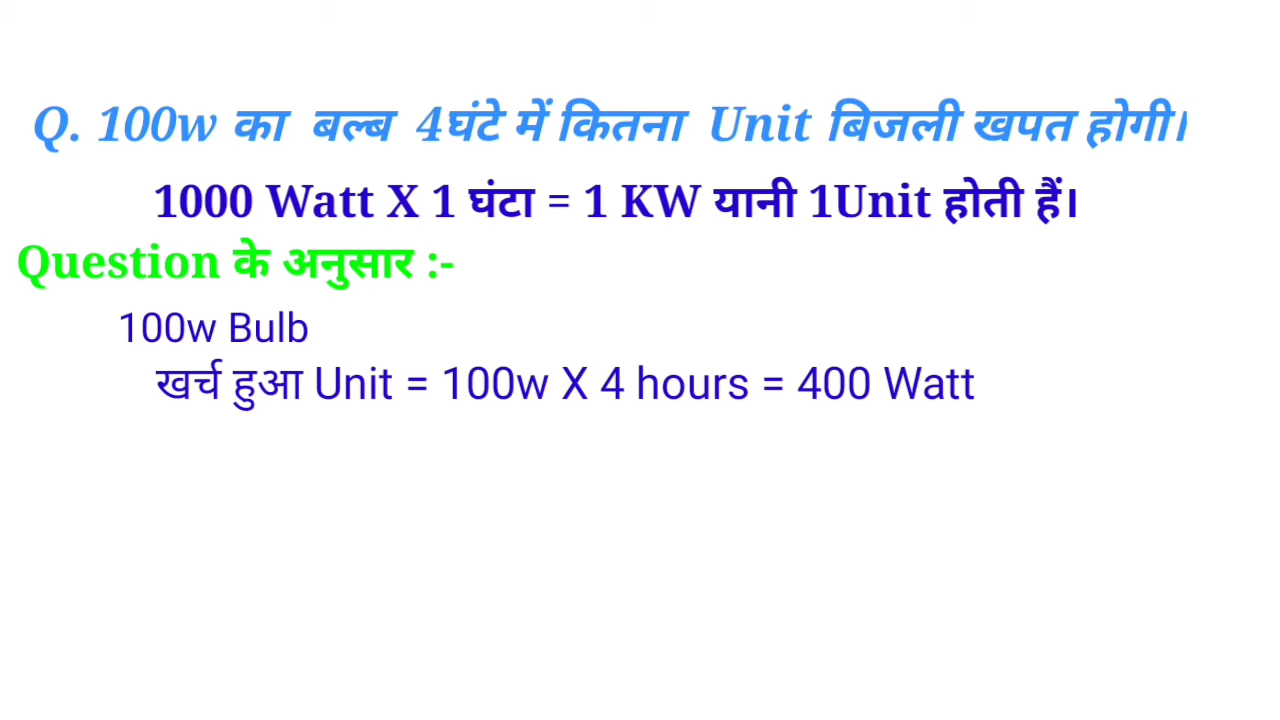 Q. 100w का बल्ब 4घंटे में कितना Unit बिजली खपत होगी।
1000 Watt X 1 घंटा = 1 KW यानी 1Unit होती हैं।
Question के अनुसार :-
100w Bulb
खर्च हुआ Unit = 100w X 4 hours = 400 Watt